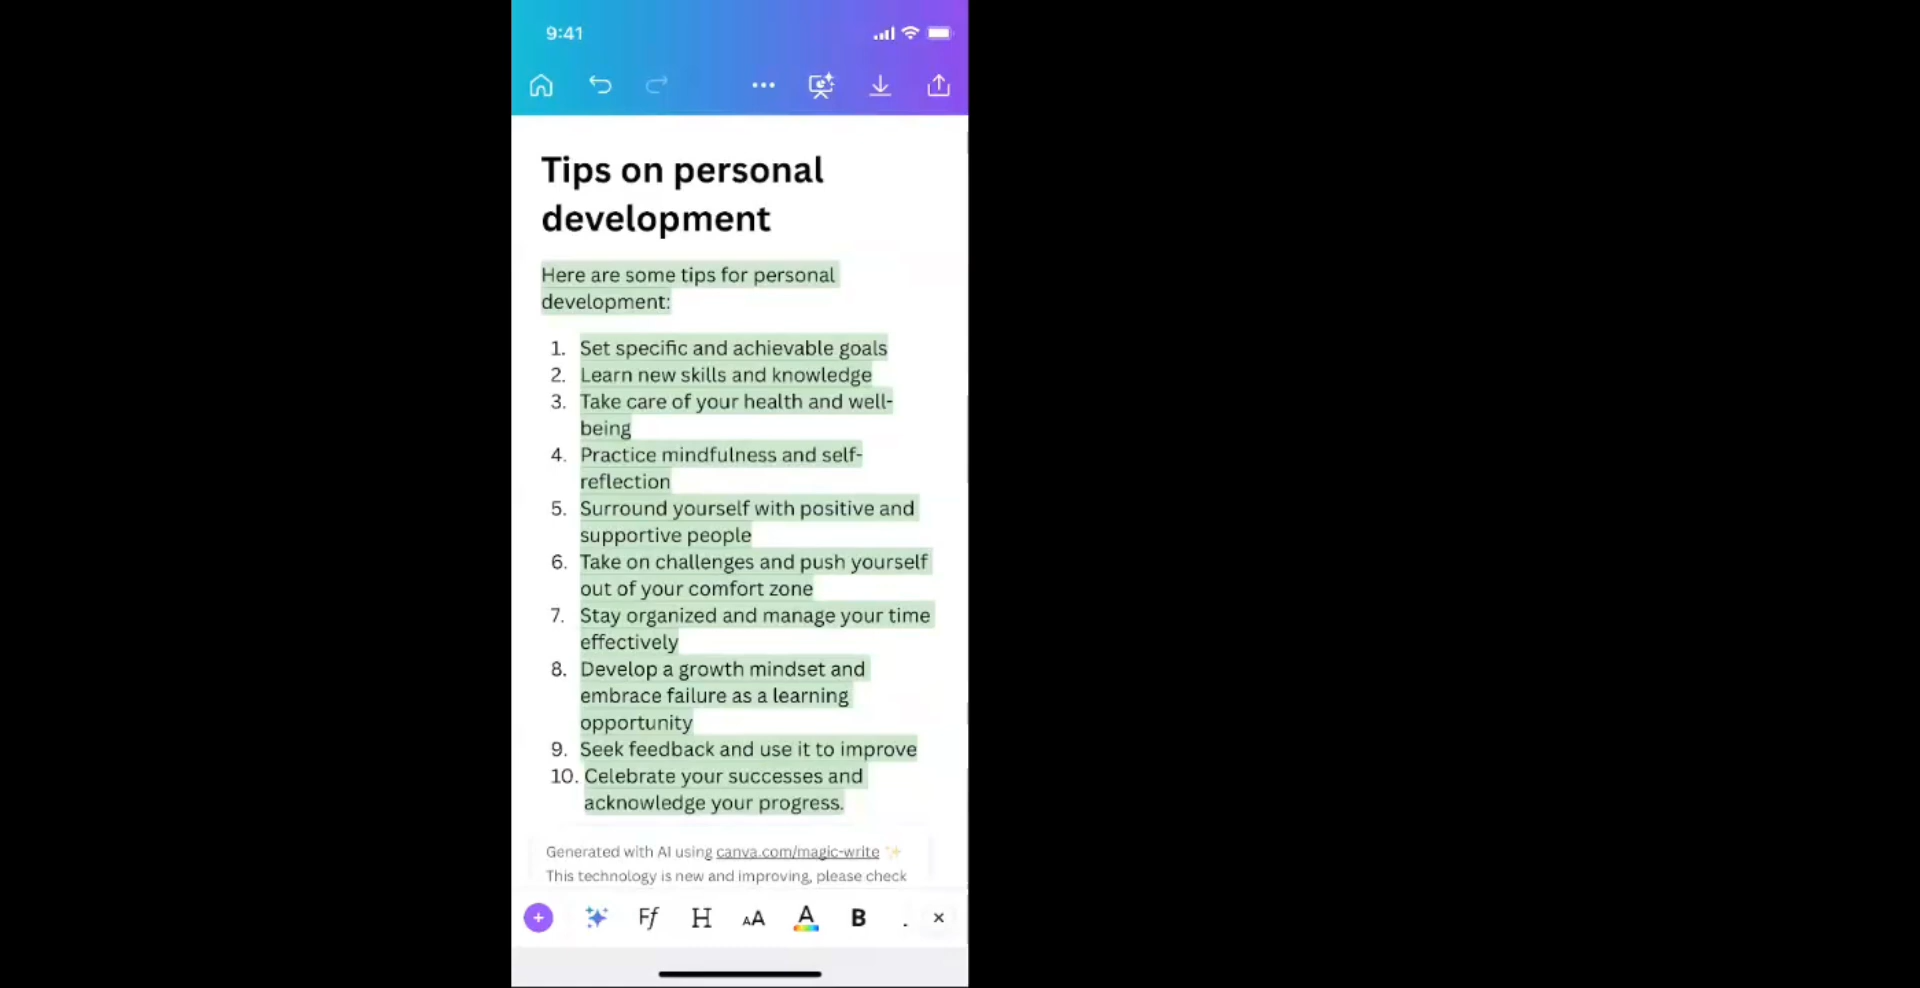 9:41
Tips on personal
development
Here are some tips for personal
development:
1. Set specific and achievable goals
2. Learn new skills and knowledge
3. Take care of your health and well-
being
4. Practice mindfulness and self-
reflection
5. Surround yourself with positive and
supportive people
6. Take on challenges and push yourself
out of your comfort zone
7. Stay organized and manage your time
effectively
8. Develop a growth mindset and
embrace failure as a learning
opportunity
9. Seek feedback and use it to improve
10. Celebrate your successes and
acknowledge your progress.
Generated with AI using canva.com/magic-write ✨
This technology is new and improving, please check
Ff H AA A B .